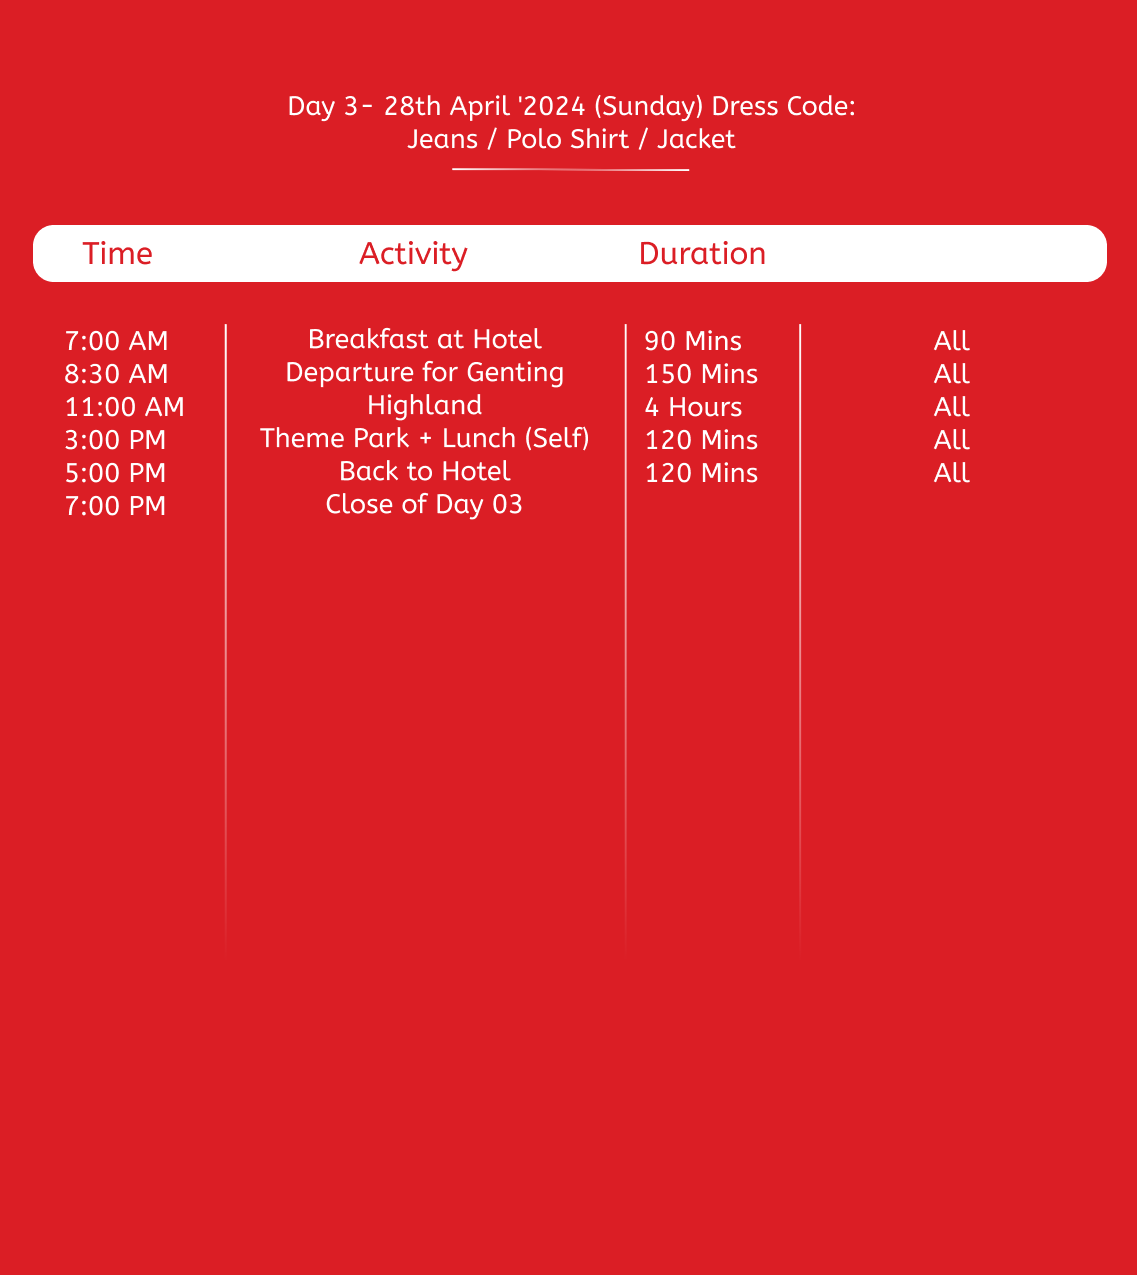 Day 3- 28th April '2024 (Sunday) Dress Code:
Jeans / Polo Shirt / Jacket
Time Activity Duration
7:00 AM Breakfast at Hotel 90 Mins All
8:30 AM Departure for Genting 150 Mins All
11:00 AM Highland 4 Hours All
3:00 PM Theme Park + Lunch (Self) 120 Mins All
5:00 PM Back to Hotel 120 Mins All
7:00 PM Close of Day 03